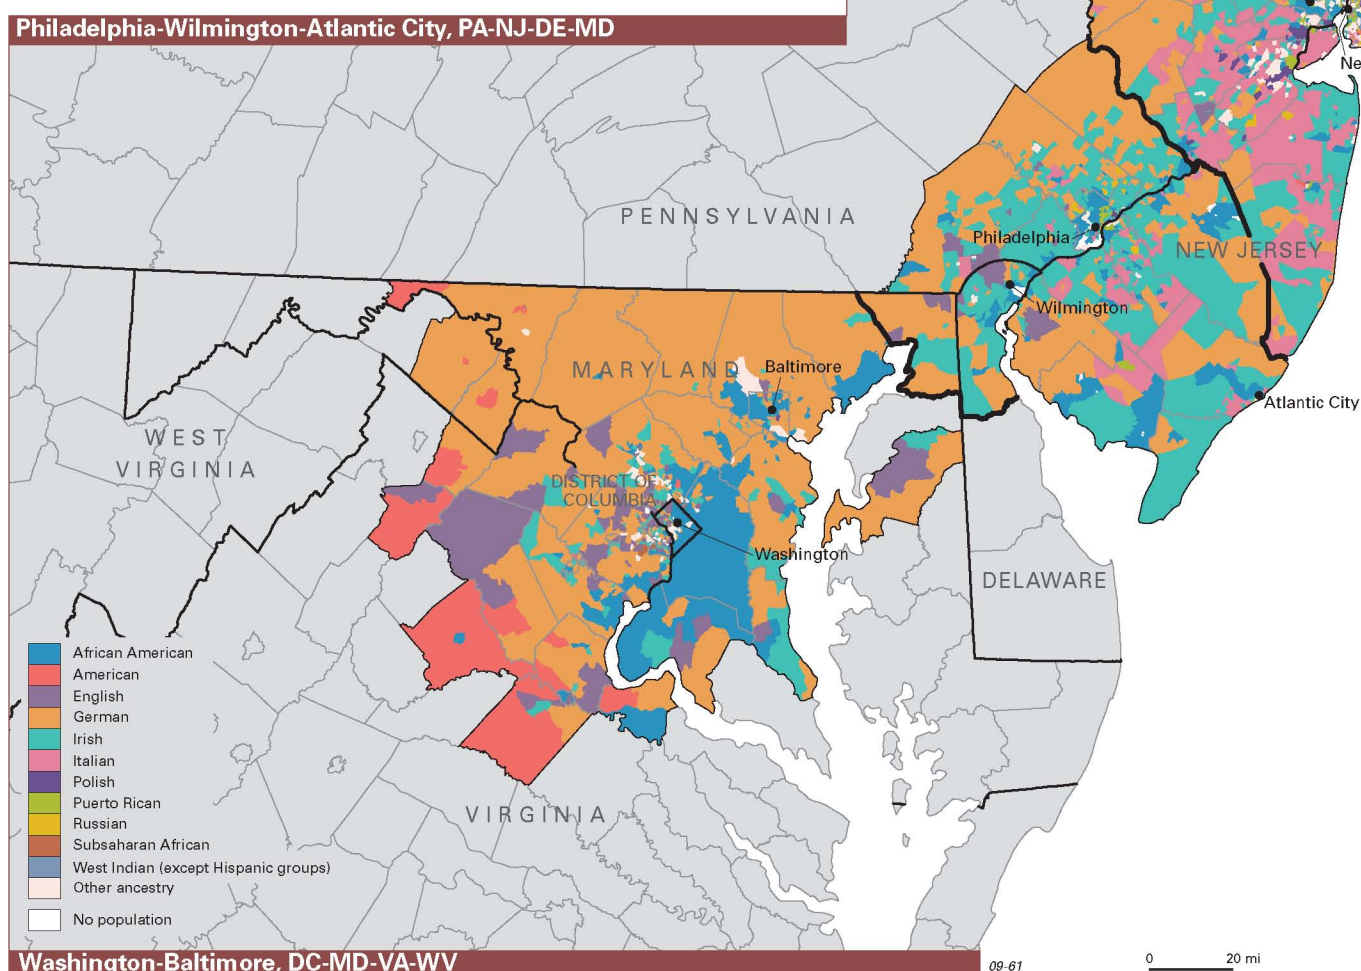 Philadelphia-Wilmington-Atlantic City, PA-NJ-DE-MD
Ne
PENNSYLVANIA
Philadelphia
NEW JERSEY
Wilmington
MARYLAND
Baltimore
Atlantic City
WEST
VIRGINIA
DISTRICT OF
COLUMBIA
Washington
DELAWARE
African American
American
English
German
Irish
Italian
Polish
Puerto Rican
Russian
Subsaharan African
West Indian (except Hispanic groups)
Other ancestry
No population
VIRGINIA
Washington-Baltimore, DC-MD-VA-WV
09-61
0 20 mi